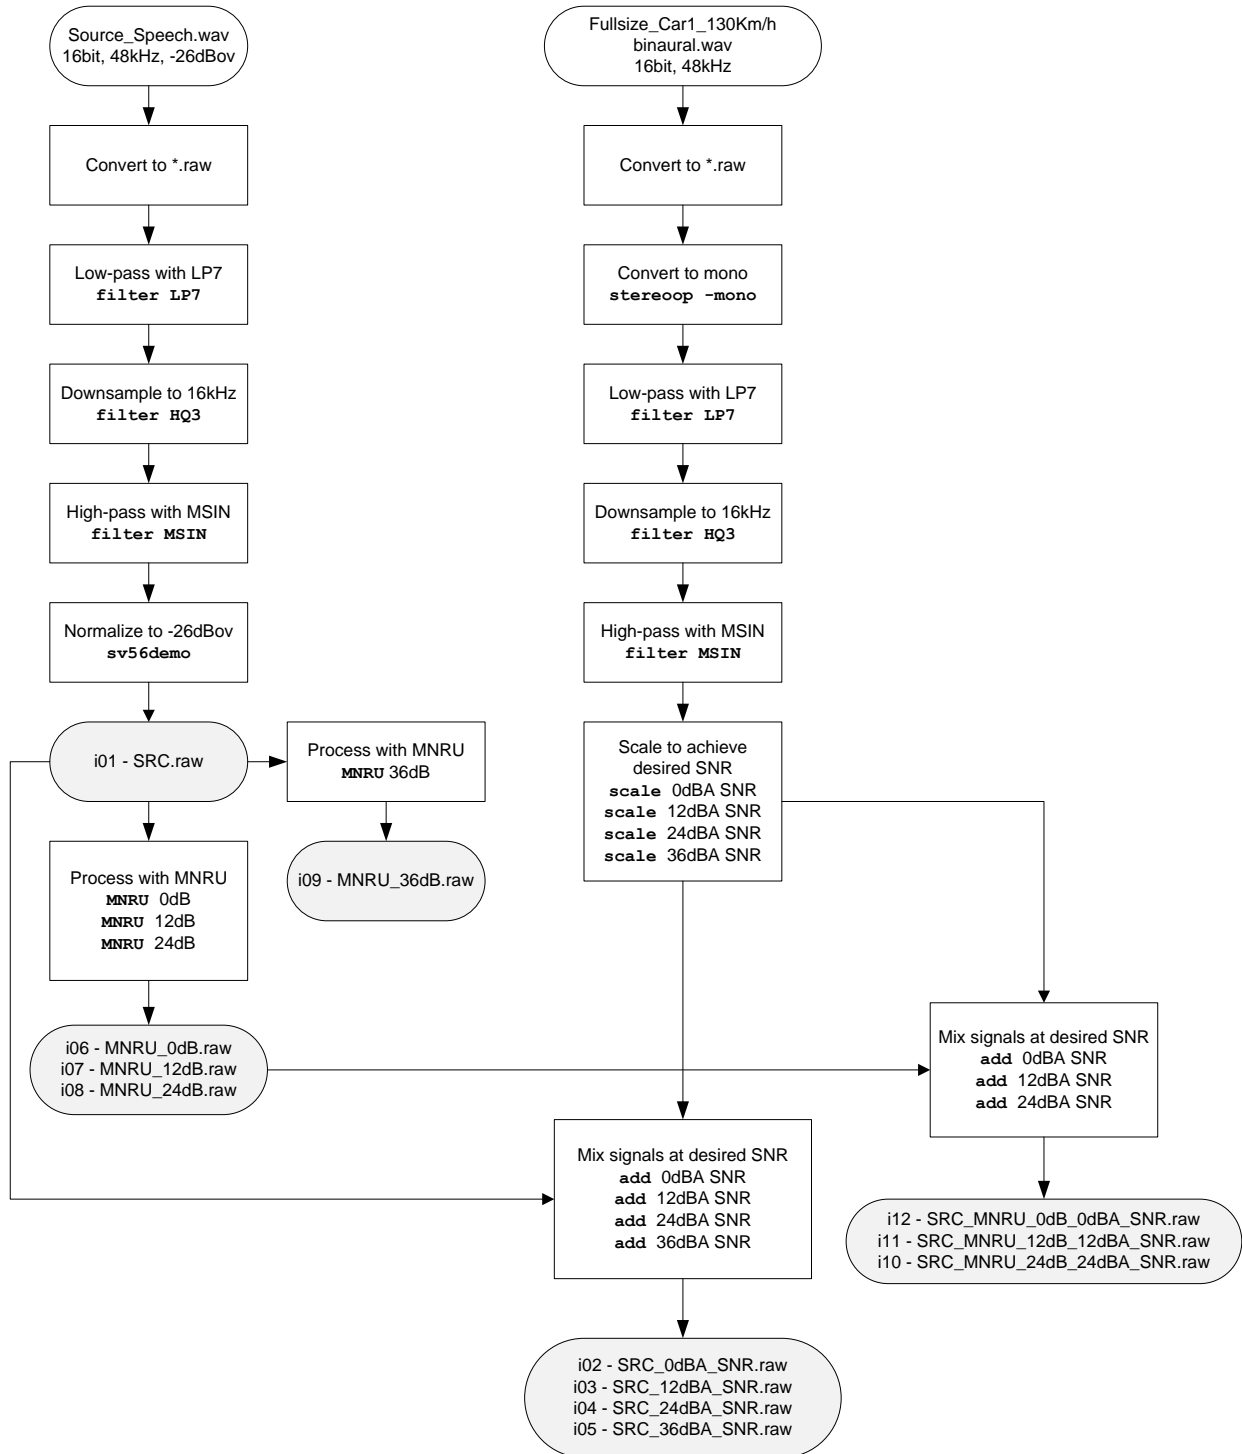 Source_Speech.wav
16bit, 48kHz, -26dBov
Convert to *.raw
Low-pass with LP7
filter LP7
Downsample to 16kHz
filter HQ3
High-pass with MSIN
filter MSIN
Normalize to -26dBov
sv56demo
i01 - SRC.raw
Process with MNRU
MNRU 36dB
i09 - MNRU_36dB.raw
Process with MNRU
MNRU 0dB
MNRU 12dB
MNRU 24dB
i06 - MNRU_0dB.raw
i07 - MNRU_12dB.raw
i08 - MNRU_24dB.raw
Fullsize_Car1_130Km/h
binaural.wav
16bit, 48kHz
Convert to *.raw
Convert to mono
stereoop -mono
Low-pass with LP7
filter LP7
Downsample to 16kHz
filter HQ3
High-pass with MSIN
filter MSIN
Scale to achieve
desired SNR
scale 0dBA SNR
scale 12dBA SNR
scale 24dBA SNR
scale 36dBA SNR
Mix signals at desired SNR
add 0dBA SNR
add 12dBA SNR
add 24dBA SNR
i12 - SRC_MNRU_0dB_0dBA_SNR.raw
i11 - SRC_MNRU_12dB_12dBA_SNR.raw
i10 - SRC_MNRU_24dB_24dBA_SNR.raw
Mix signals at desired SNR
add 0dBA SNR
add 12dBA SNR
add 24dBA SNR
add 36dBA SNR
i02 - SRC_0dBA_SNR.raw
i03 - SRC_12dBA_SNR.raw
i04 - SRC_24dBA_SNR.raw
i05 - SRC_36dBA_SNR.raw